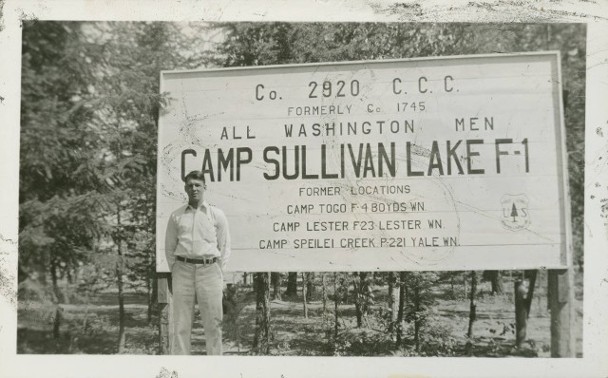 Co. 2920 C.C.C.
FORMERLY Co. 1745
ALL WASHINGTON MEN
CAMP SULLIVAN LAKE F-1
FORMER LOCATIONS
CAMP TOGO F-4 BOYDS WN.
CAMP LESTER F23 LESTER WN.
CAMP SPEILEI CREEK P-221 YALE WN.
U S